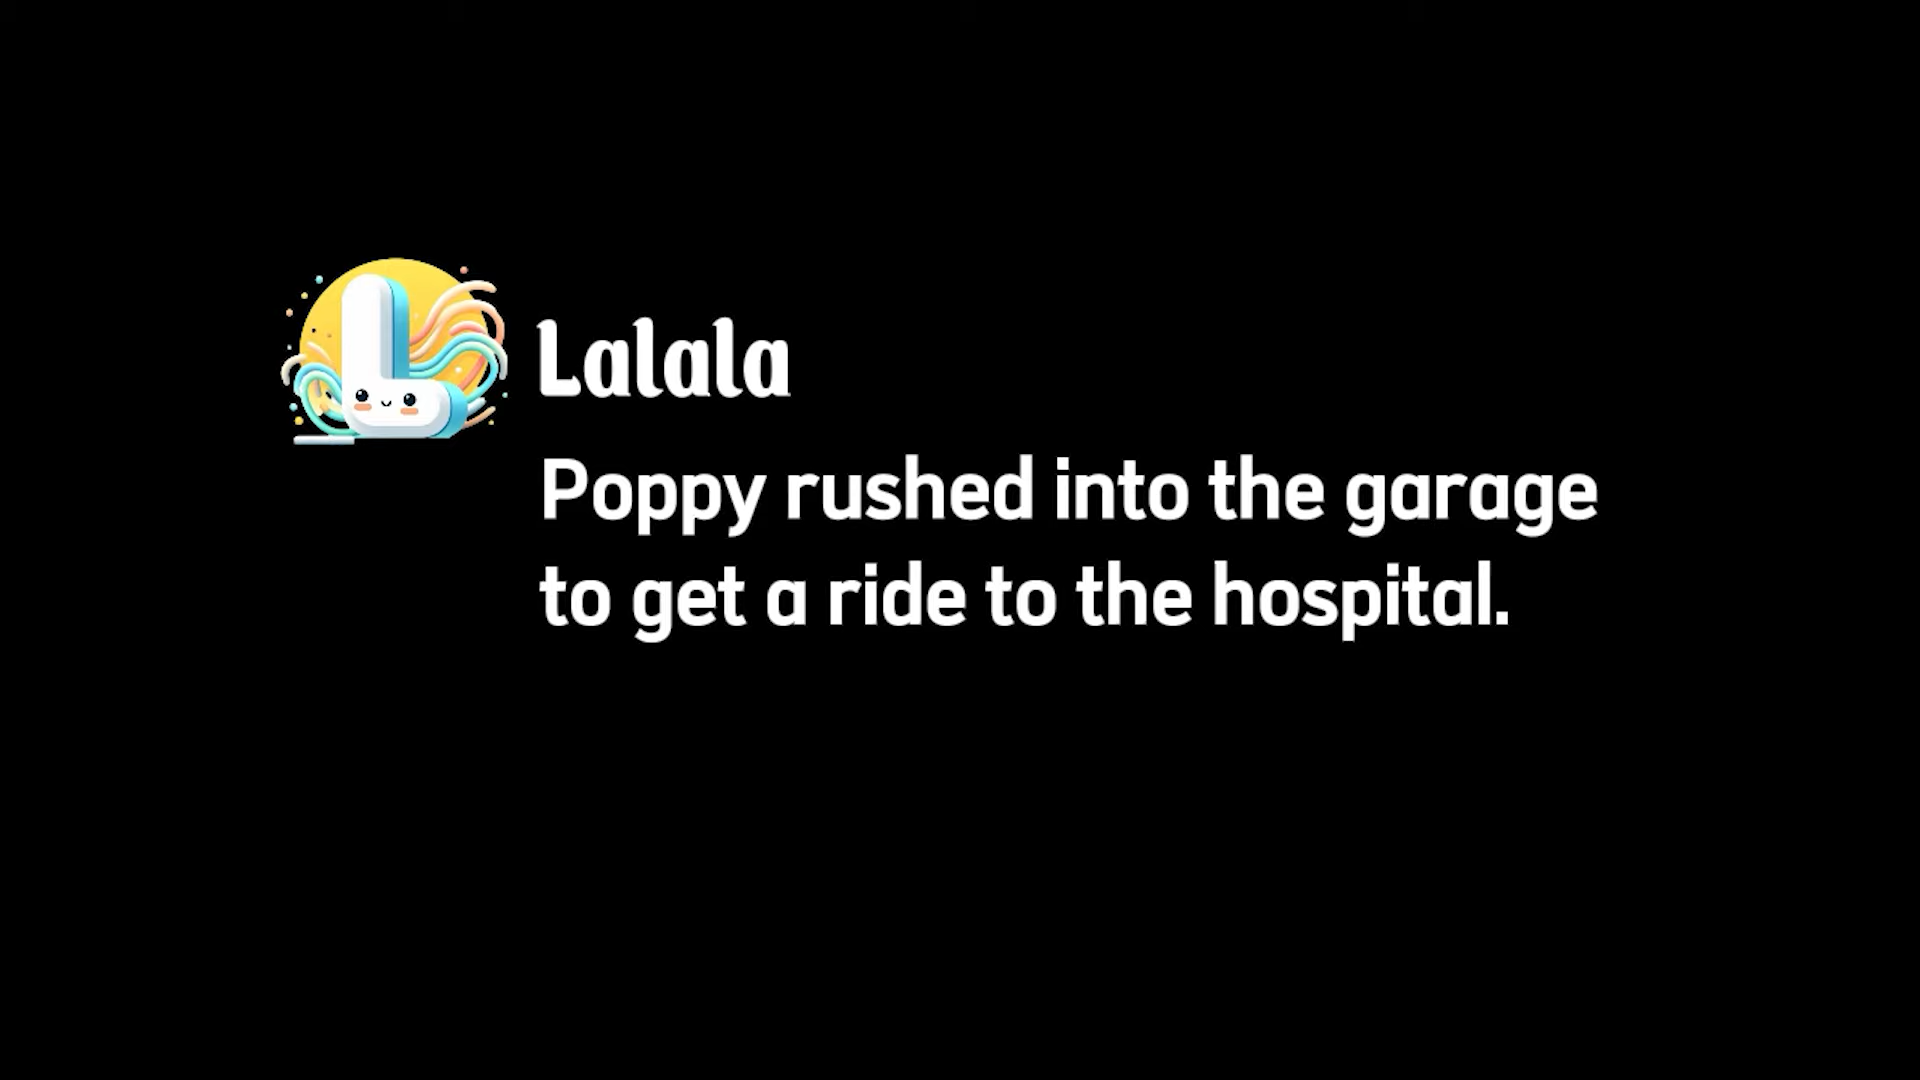 Lalala
Poppy rushed into the garage
to get a ride to the hospital.